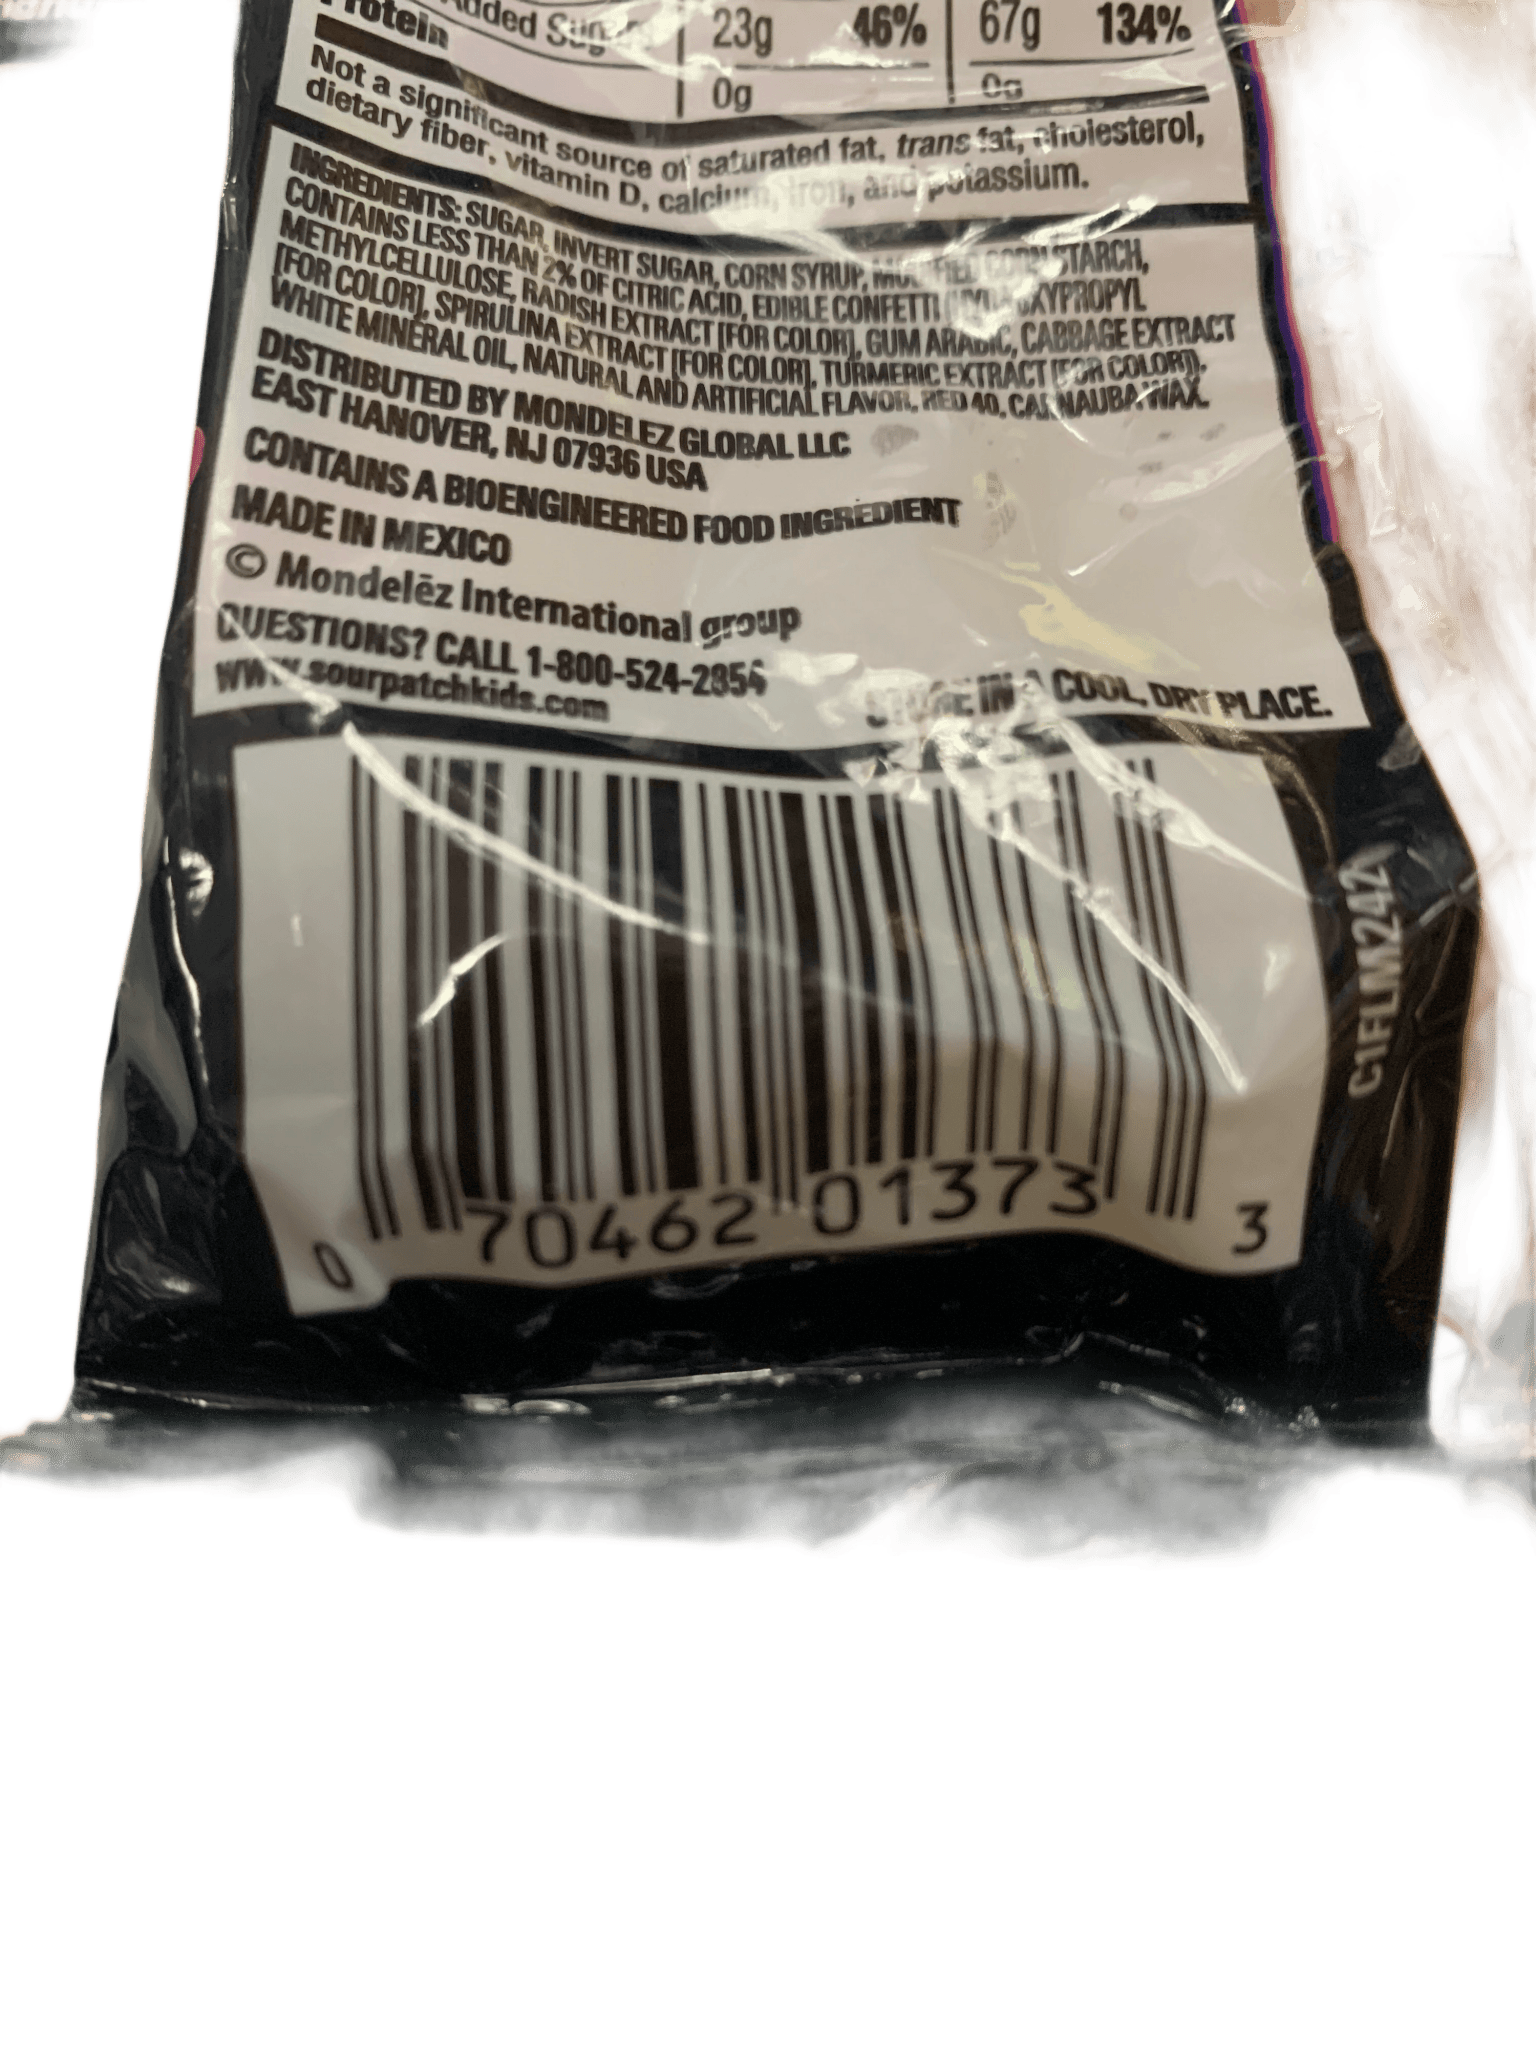 Added Sugars 23g 46% 67g 134%
Protein 0g 0g
Not a significant source of saturated fat, trans fat, cholesterol,
dietary fiber, vitamin D, calcium, iron, and potassium.
INGREDIENTS: SUGAR, INVERT SUGAR, CORN SYRUP, MODIFIED CORN STARCH,
CONTAINS LESS THAN 2% OF CITRIC ACID, EDIBLE CONFETTI (HYDROXYPROPYL
METHYLCELLULOSE, RADISH EXTRACT [FOR COLOR], GUM ARABIC, CABBAGE EXTRACT
[FOR COLOR], SPIRULINA EXTRACT [FOR COLOR], TURMERIC EXTRACT [FOR COLOR]),
WHITE MINERAL OIL, NATURAL AND ARTIFICIAL FLAVOR, RED 40, CARNAUBA WAX.
DISTRIBUTED BY MONDELEZ GLOBAL LLC
EAST HANOVER, NJ 07936 USA
CONTAINS A BIOENGINEERED FOOD INGREDIENT
MADE IN MEXICO
© Mondelēz International group
QUESTIONS? CALL 1-800-524-2854
www.sourpatchkids.com
STORE IN A COOL, DRY PLACE.
0 70462 01373 3
C1FLM242